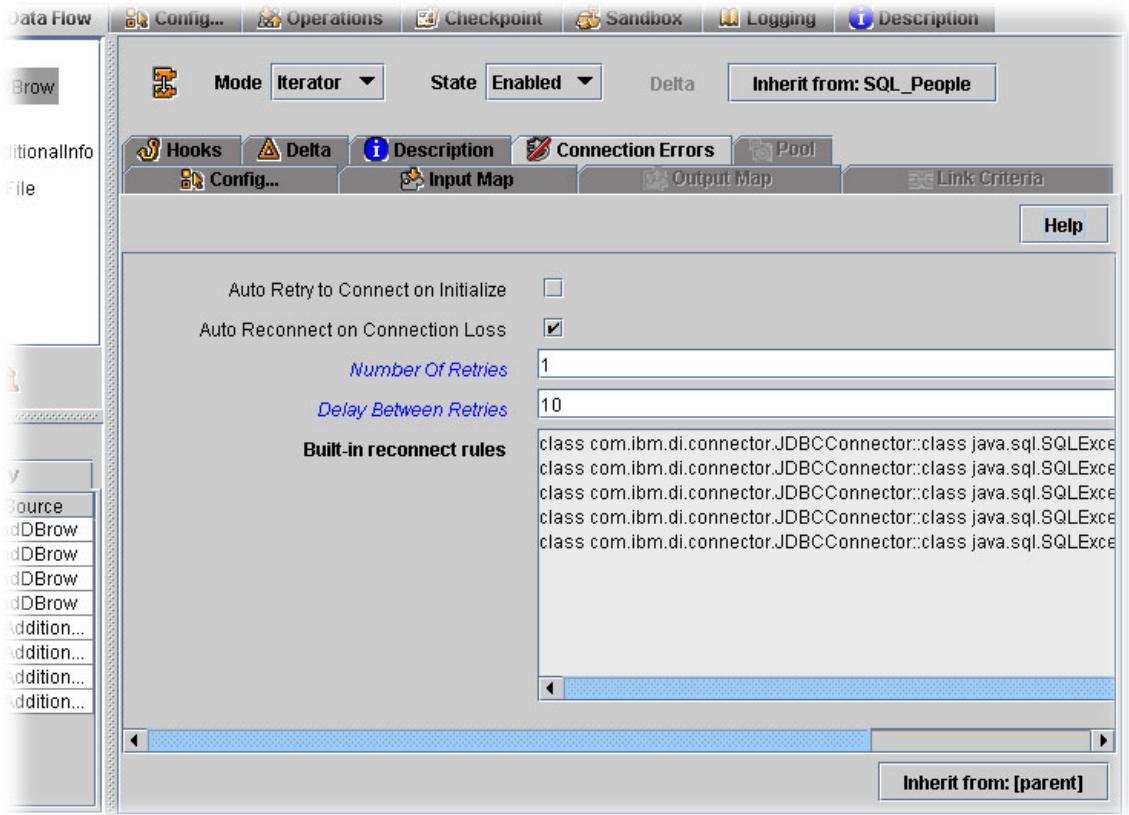 Data Flow Config... Operations Checkpoint Sandbox Logging Description
Mode Iterator State Enabled Delta Inherit from: SQL_People
Brow
Hooks Delta Description Connection Errors Pool
Config... Input Map Output Map Link Criteria
File
Help
Auto Retry to Connect on Initialize
Auto Reconnect on Connection Loss
Number Of Retries 1
Delay Between Retries 10
Built-in reconnect rules
class com.ibm.di.connector.JDBCConnector::class java.sql.SQLExce
class com.ibm.di.connector.JDBCConnector::class java.sql.SQLExce
class com.ibm.di.connector.JDBCConnector::class java.sql.SQLExce
class com.ibm.di.connector.JDBCConnector::class java.sql.SQLExce
class com.ibm.di.connector.JDBCConnector::class java.sql.SQLExce
Source
dDBrow
dDBrow
dDBrow
dDBrow
Addition...
Addition...
Addition...
Addition...
Inherit from: [parent]